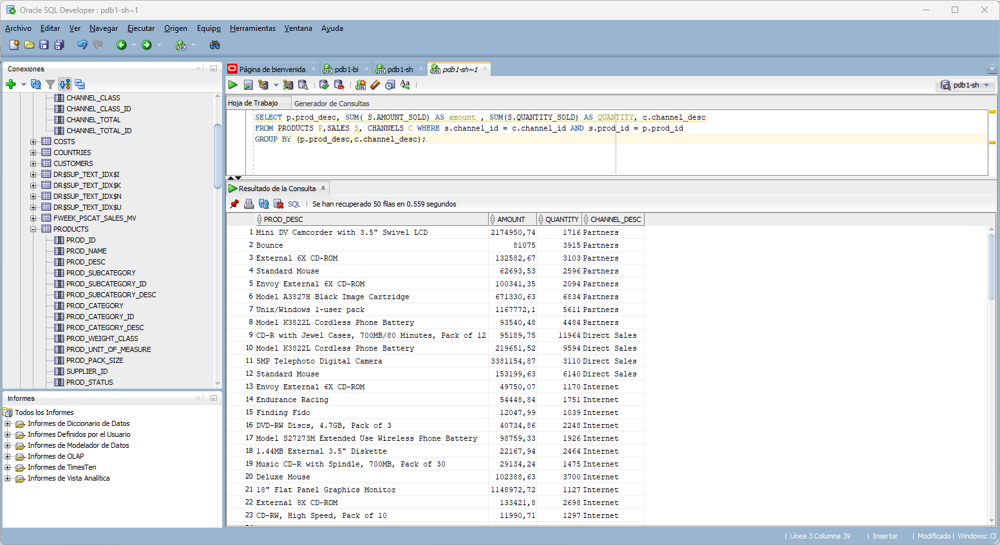 Oracle SQL Developer : pdb1-sh~1
Archivo Editar Ver Navegar Ejecutar Origen Equipo Herramientas Ventana Ayuda
Conexiones
CHANNEL_CLASS
CHANNEL_CLASS_ID
CHANNEL_TOTAL
CHANNEL_TOTAL_ID
COSTS
COUNTRIES
CUSTOMERS
DR$SUP_TEXT_IDX$I
DR$SUP_TEXT_IDX$K
DR$SUP_TEXT_IDX$N
DR$SUP_TEXT_IDX$U
FWEEK_PSCAT_SALES_MV
PRODUCTS
PROD_ID
PROD_NAME
PROD_DESC
PROD_SUBCATEGORY
PROD_SUBCATEGORY_ID
PROD_SUBCATEGORY_DESC
PROD_CATEGORY
PROD_CATEGORY_ID
PROD_CATEGORY_DESC
PROD_WEIGHT_CLASS
PROD_UNIT_OF_MEASURE
PROD_PACK_SIZE
SUPPLIER_ID
PROD_STATUS
Informes
Todos los Informes
Informes de Diccionario de Datos
Informes Definidos por el Usuario
Informes de Modelador de Datos
Informes de OLAP
Informes de TimesTen
Informes de Vista Analítica
Página de bienvenida pdb1-bi pdb1-sh pdb1-sh~1
pdb1-sh
Hoja de Trabajo Generador de Consultas
SELECT p.prod_desc, SUM( S.AMOUNT_SOLD) AS amount , SUM(S.QUANTITY_SOLD) AS QUANTITY, c.channel_desc
FROM PRODUCTS P,SALES S, CHANNELS C WHERE s.channel_id = c.channel_id AND s.prod_id = p.prod_id
GROUP BY (p.prod_desc,c.channel_desc);
Resultado de la Consulta
SQL | Se han recuperado 50 filas en 0.559 segundos
PROD_DESC AMOUNT QUANTITY CHANNEL_DESC
1 Mini DV Camcorder with 3.5" Swivel LCD 2174950,74 1716 Partners
2 Bounce 81075 3915 Partners
3 External 6X CD-ROM 132582,67 3103 Partners
4 Standard Mouse 62693,53 2596 Partners
5 Envoy External 6X CD-ROM 100341,35 2094 Partners
6 Model A3827H Black Image Cartridge 671330,63 6834 Partners
7 Unix/Windows 1-user pack 1167772,1 5611 Partners
8 Model K3822L Cordless Phone Battery 93540,48 4484 Partners
9 CD-R with Jewel Cases, 700MB/80 Minutes, Pack of 12 95189,75 11964 Direct Sales
10 Model K3822L Cordless Phone Battery 219651,52 9594 Direct Sales
11 5MP Telephoto Digital Camera 3381154,87 3110 Direct Sales
12 Standard Mouse 153199,63 6140 Direct Sales
13 Envoy External 6X CD-ROM 49750,07 1170 Internet
14 Endurance Racing 54448,84 1751 Internet
15 Finding Fido 12047,99 1039 Internet
16 DVD-RW Discs, 4.7GB, Pack of 3 40734,86 2248 Internet
17 Model S27273M Extended Use Wireless Phone Battery 98759,33 1926 Internet
18 1.44MB External 3.5" Diskette 22167,94 2464 Internet
19 Music CD-R with Spindle, 700MB, Pack of 30 29134,24 1475 Internet
20 Deluxe Mouse 102388,63 3700 Internet
21 18" Flat Panel Graphics Monitor 1148972,72 1127 Internet
22 External 8X CD-ROM 133421,8 2698 Internet
23 CD-RW, High Speed, Pack of 10 11990,71 1297 Internet
| Línea 3 Columna 39 | Insertar | Modificado | Windows: